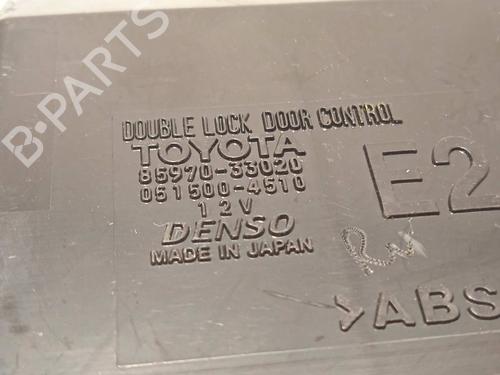 B-PARTS
DOUBLE LOCK DOOR CONTROL
TOYOTA
85970-33020
051500-4510
12V
DENSO
MADE IN JAPAN
E2
>ABS